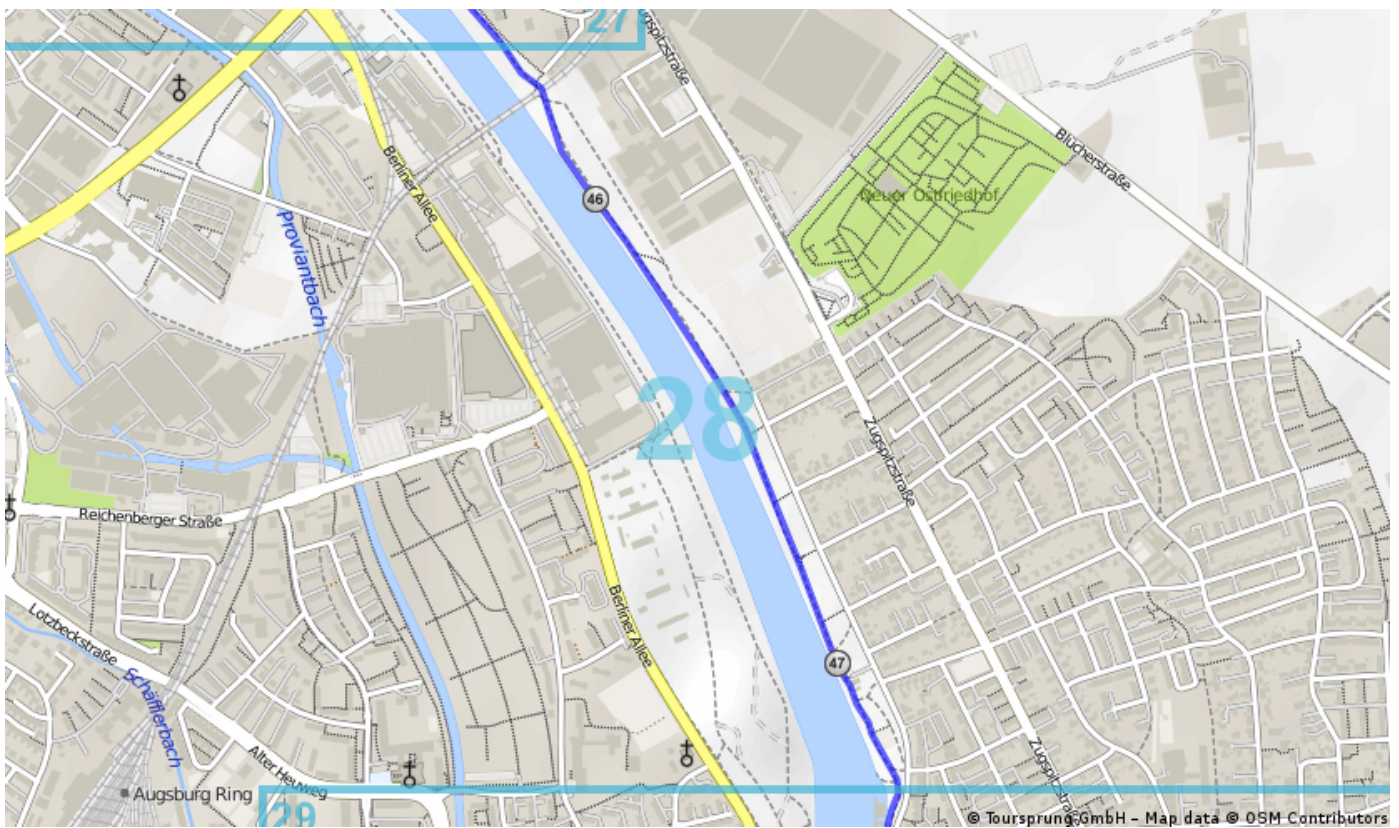 27
Zugspitzstraße
Blücherstraße
Berliner Allee
46
Neuer Ostfriedhof
Proviantbach
28
Zugspitzstraße
Reichenberger Straße
Berliner Allee
Lotzbeckstraße
47
Schäfflerbach
Alter Heuweg
Augsburg Ring
29
© Toursprung GmbH – Map data © OSM Contributors